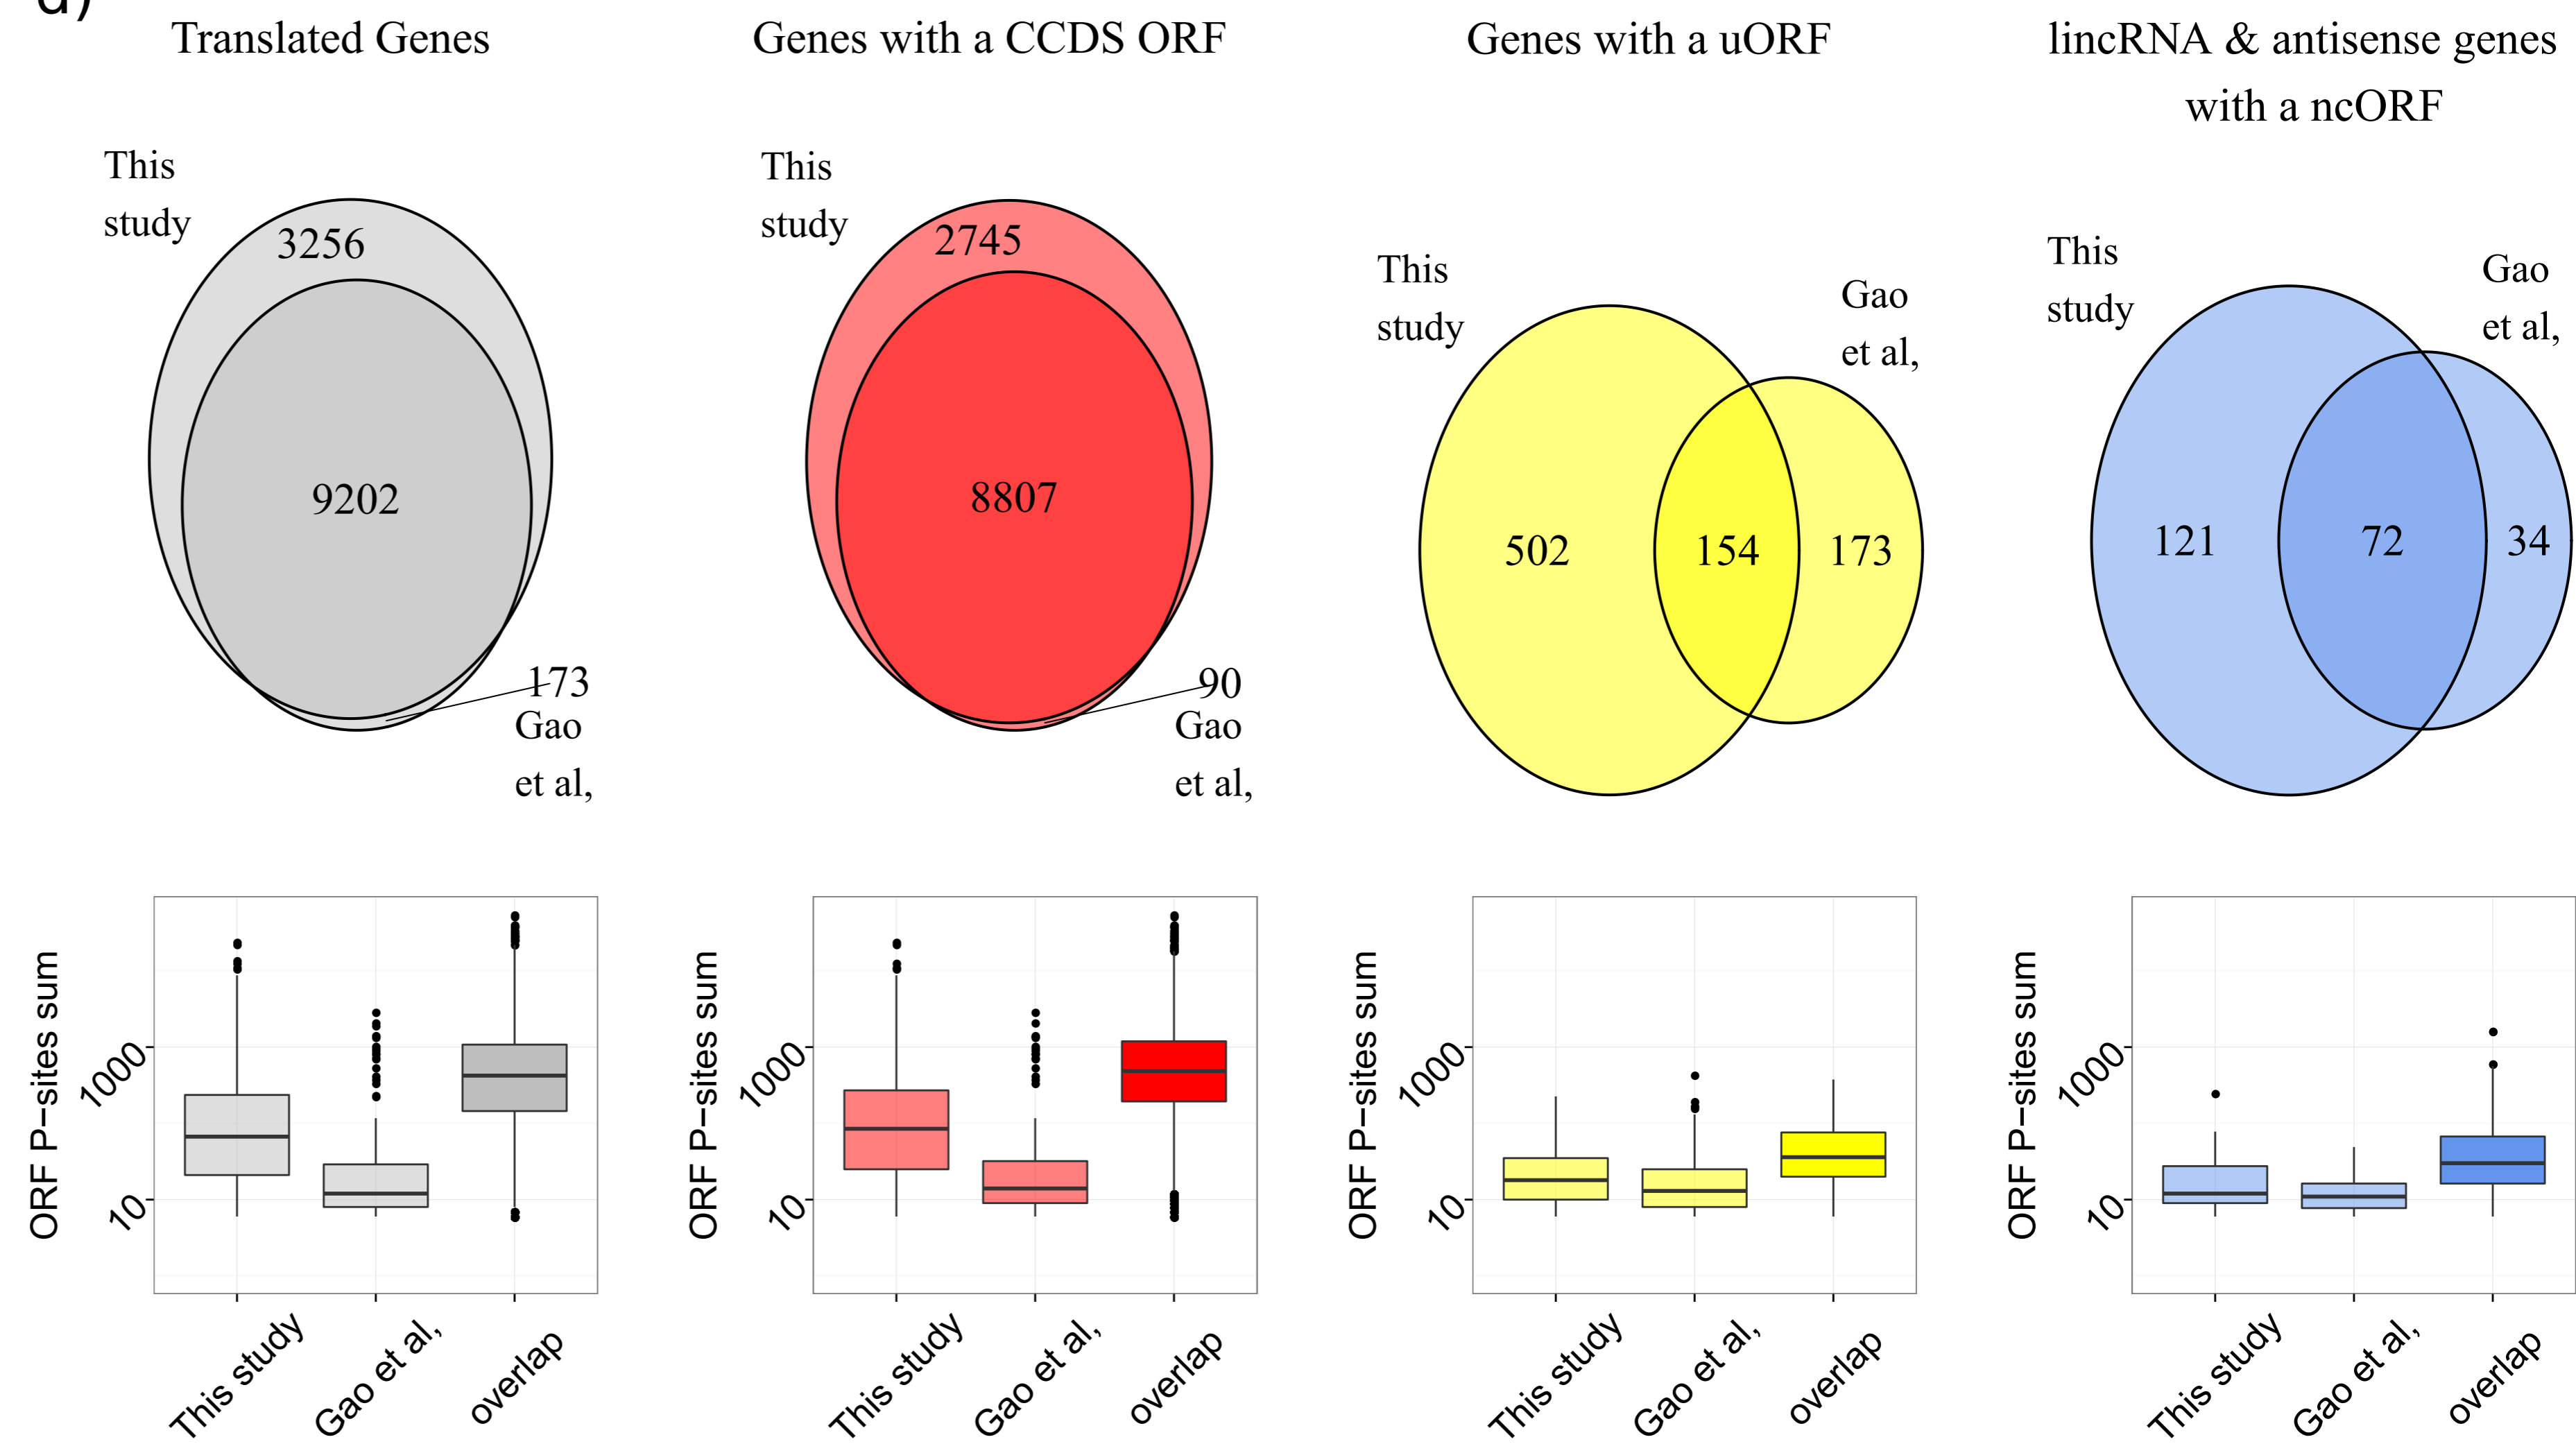 d)
Translated Genes
Genes with a CCDS ORF
Genes with a uORF
lincRNA & antisense genes
with a ncORF
This
study
3256
9202
173
Gao
et al,
This
study
2745
8807
90
Gao
et al,
This
study
Gao
et al,
502
154
173
This
study
Gao
et al,
121
72
34
ORF P−sites sum
1000
10
This study
Gao et al,
overlap
ORF P−sites sum
1000
10
This study
Gao et al,
overlap
ORF P−sites sum
1000
10
This study
Gao et al,
overlap
ORF P−sites sum
1000
10
This study
Gao et al,
overlap